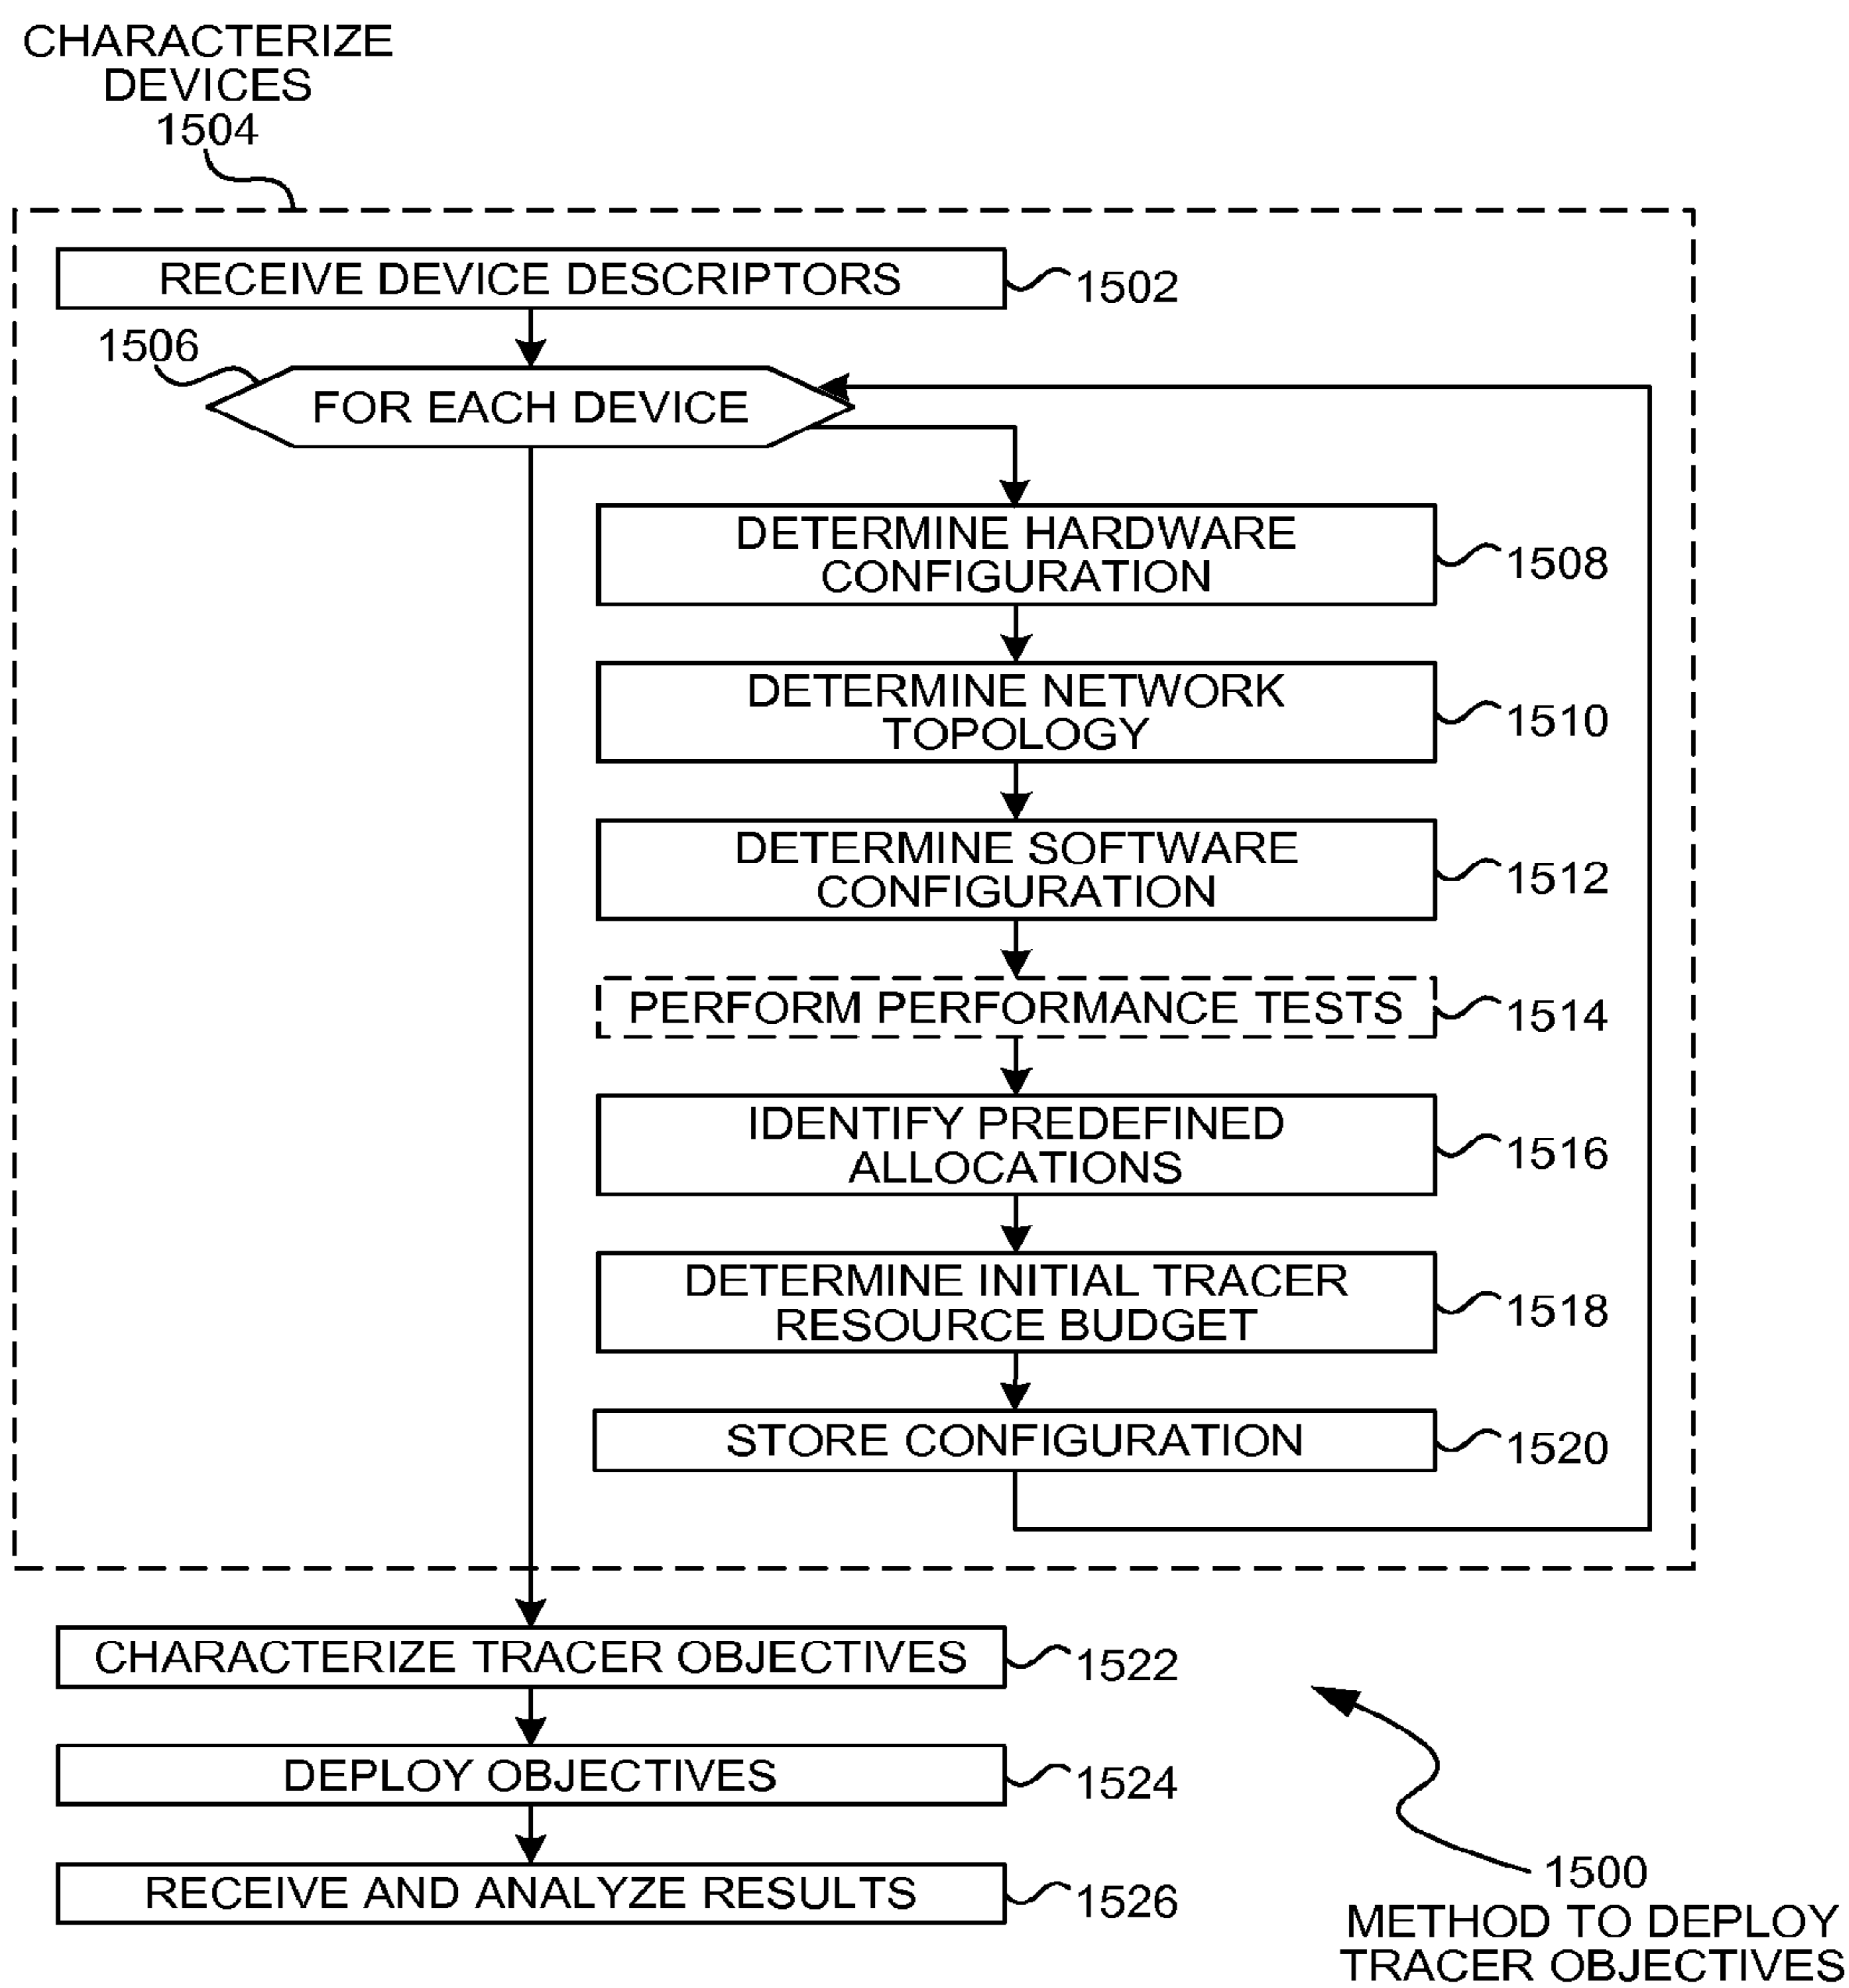 CHARACTERIZE
DEVICES
1504
RECEIVE DEVICE DESCRIPTORS
1502
1506
FOR EACH DEVICE
DETERMINE HARDWARE
CONFIGURATION
1508
DETERMINE NETWORK
TOPOLOGY
1510
DETERMINE SOFTWARE
CONFIGURATION
1512
PERFORM PERFORMANCE TESTS
1514
IDENTIFY PREDEFINED
ALLOCATIONS
1516
DETERMINE INITIAL TRACER
RESOURCE BUDGET
1518
STORE CONFIGURATION
1520
CHARACTERIZE TRACER OBJECTIVES
1522
DEPLOY OBJECTIVES
1524
RECEIVE AND ANALYZE RESULTS
1526
1500
METHOD TO DEPLOY
TRACER OBJECTIVES